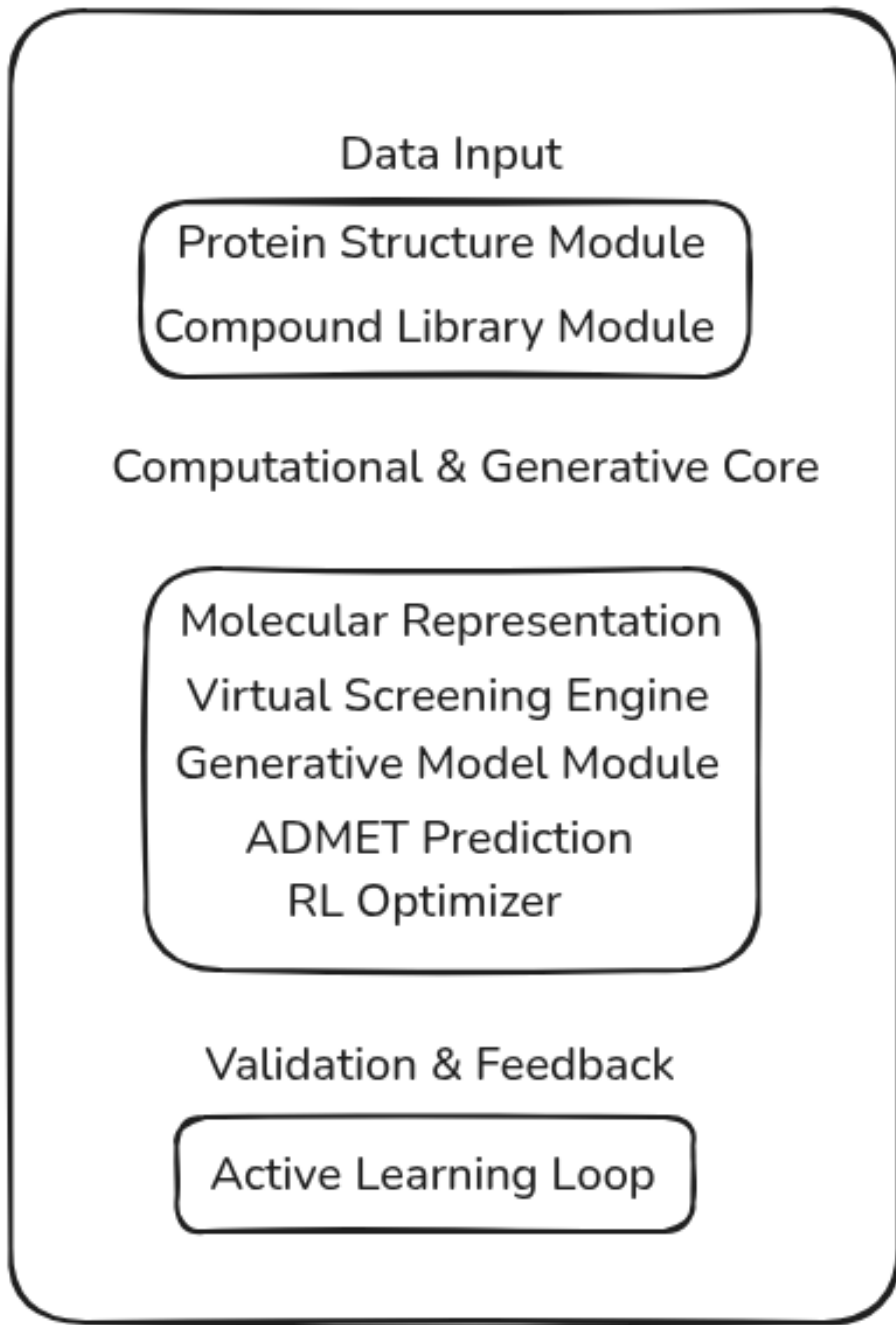 Data Input
Protein Structure Module
Compound Library Module
Computational & Generative Core
Molecular Representation
Virtual Screening Engine
Generative Model Module
ADMET Prediction
RL Optimizer
Validation & Feedback
Active Learning Loop